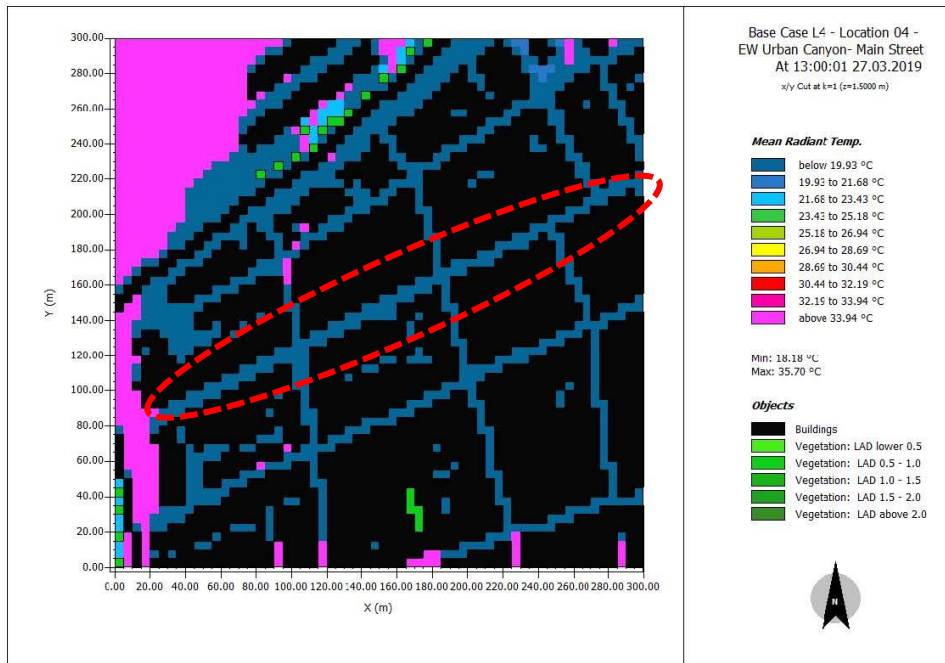 Base Case L4 - Location 04 -
EW Urban Canyon- Main Street
At 13:00:01 27.03.2019
x/y Cut at k=1 (z=1.5000 m)
Mean Radiant Temp.
below 19.93 °C
19.93 to 21.68 °C
21.68 to 23.43 °C
23.43 to 25.18 °C
25.18 to 26.94 °C
26.94 to 28.69 °C
28.69 to 30.44 °C
30.44 to 32.19 °C
32.19 to 33.94 °C
above 33.94 °C
Min: 18.18 °C
Max: 35.70 °C
Objects
Buildings
Vegetation: LAD lower 0.5
Vegetation: LAD 0.5 - 1.0
Vegetation: LAD 1.0 - 1.5
Vegetation: LAD 1.5 - 2.0
Vegetation: LAD above 2.0
N
300.00
280.00
260.00
240.00
220.00
200.00
180.00
160.00
140.00
120.00
100.00
80.00
60.00
40.00
20.00
0.00
Y (m)
0.00 20.00 40.00 60.00 80.00 100.00 120.00 140.00 160.00 180.00 200.00 220.00 240.00 260.00 280.00 300.00
X (m)